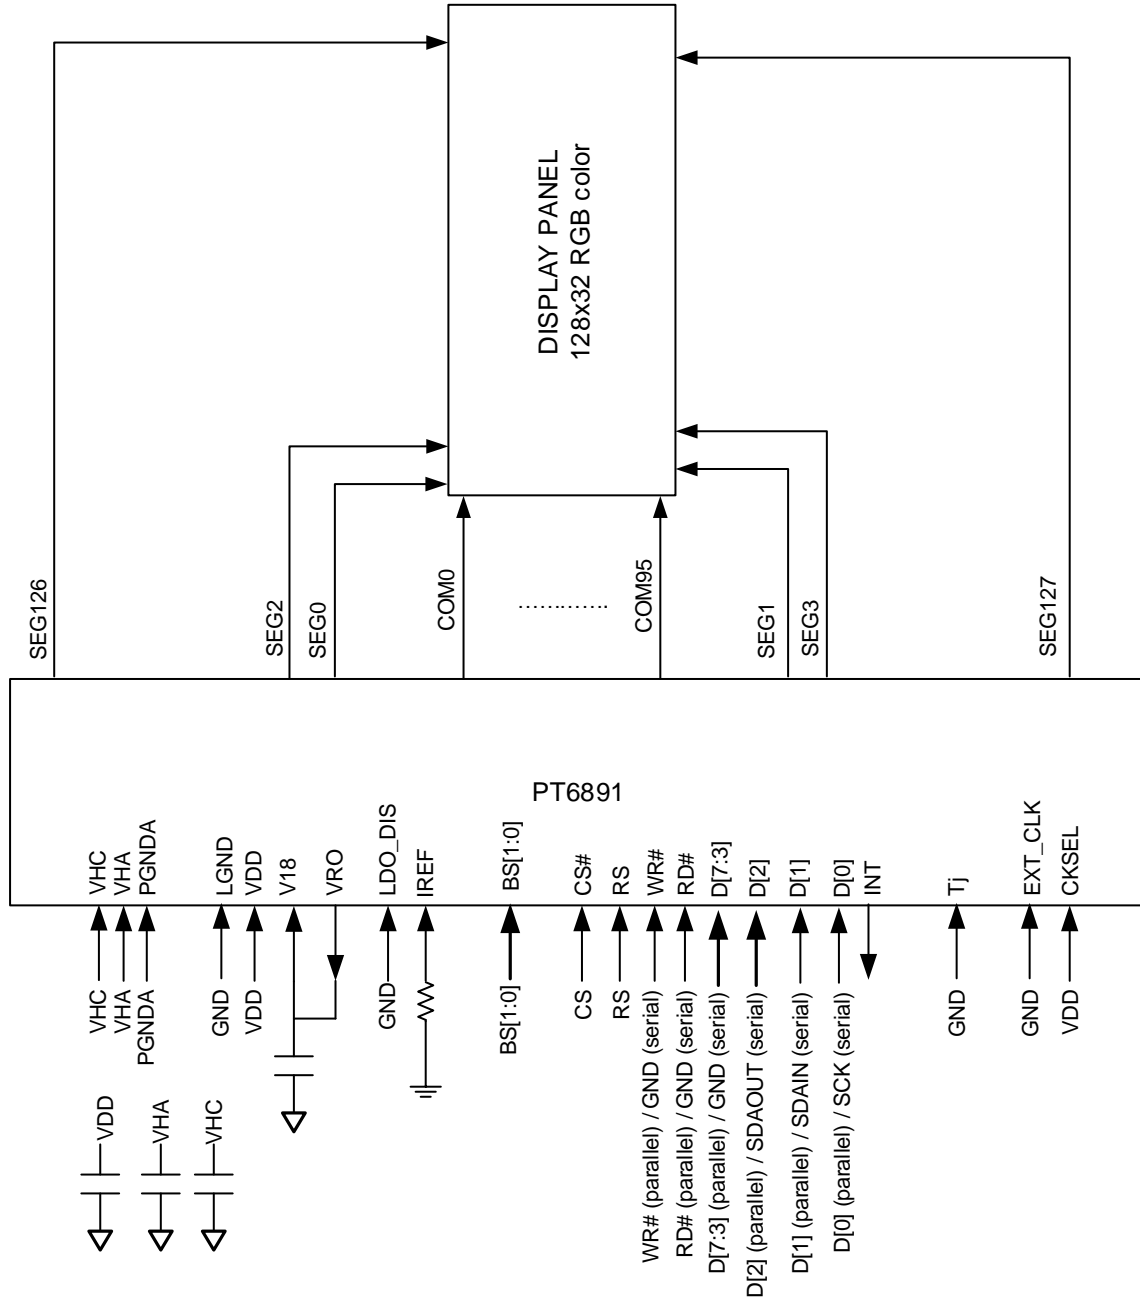 DISPLAY PANEL
128x32 RGB color
SEG126
SEG2
SEG0
COM0
.............
COM95
SEG1
SEG3
SEG127
PT6891
VHC
VHA
PGNDA
LGND
VDD
V18
VRO
LDO_DIS
IREF
BS[1:0]
CS#
RS
WR#
RD#
D[7:3]
D[2]
D[1]
D[0]
INT
Tj
EXT_CLK
CKSEL
VHC
VHA
PGNDA
GND
VDD
GND
BS[1:0]
CS
RS
WR# (parallel) / GND (serial)
RD# (parallel) / GND (serial)
D[7:3] (parallel) / GND (serial)
D[2] (parallel) / SDAOUT (serial)
D[1] (parallel) / SDAIN (serial)
D[0] (parallel) / SCK (serial)
GND
GND
VDD
VDD
VHA
VHC